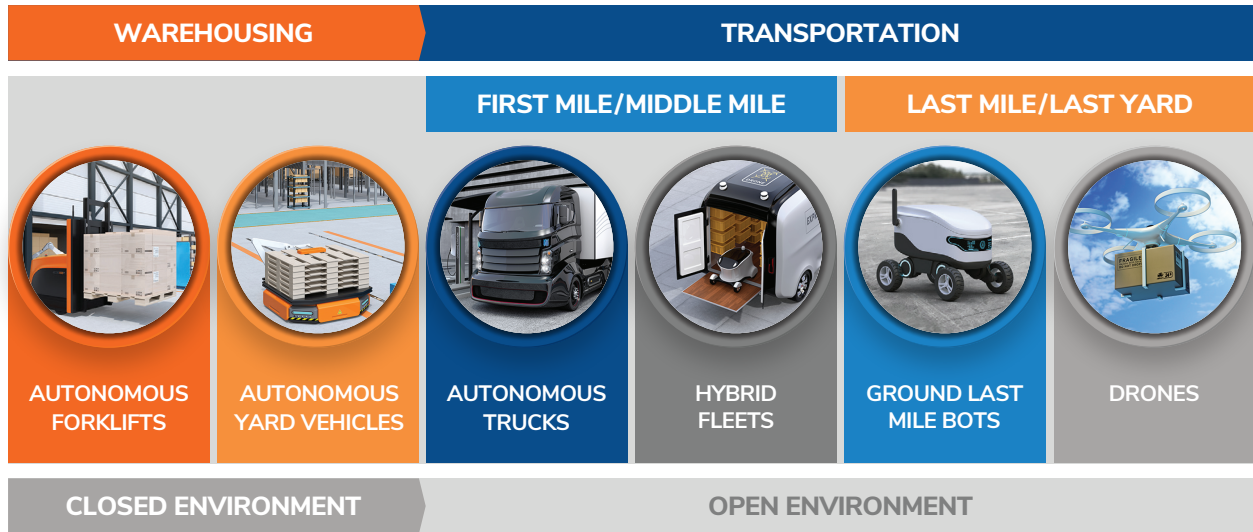 WAREHOUSING
TRANSPORTATION
FIRST MILE/MIDDLE MILE
LAST MILE/LAST YARD
FRAGILE
AUTONOMOUS
FORKLIFTS
AUTONOMOUS
YARD VEHICLES
AUTONOMOUS
TRUCKS
HYBRID
FLEETS
GROUND LAST
MILE BOTS
DRONES
CLOSED ENVIRONMENT
OPEN ENVIRONMENT